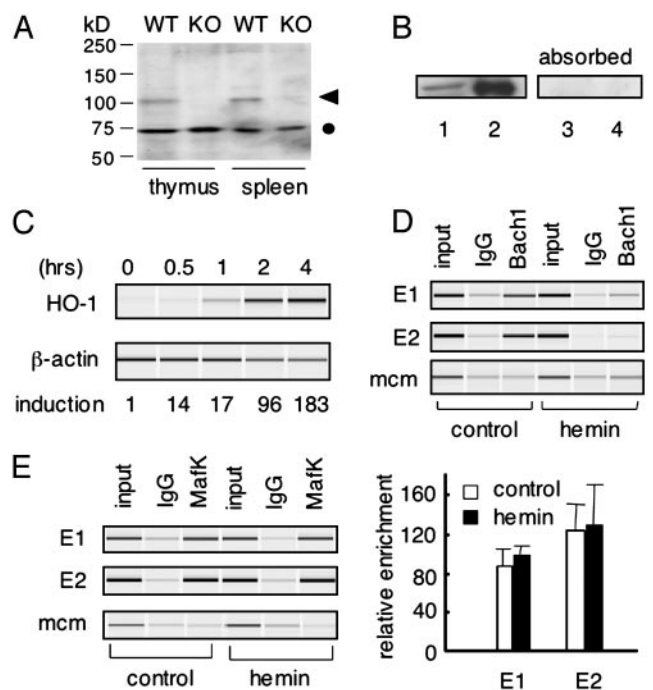 A
kD WT KO WT KO
250
150
100
75
50
thymus spleen
B
absorbed
1 2 3 4
C
(hrs) 0 0.5 1 2 4
HO-1
β-actin
induction 1 14 17 96 183
D
input IgG Bach1 input IgG Bach1
E1
E2
mcm
control hemin
E
input IgG MafK input IgG MafK
E1
E2
mcm
control hemin
relative enrichment
160
120
80
40
0
control
hemin
E1 E2